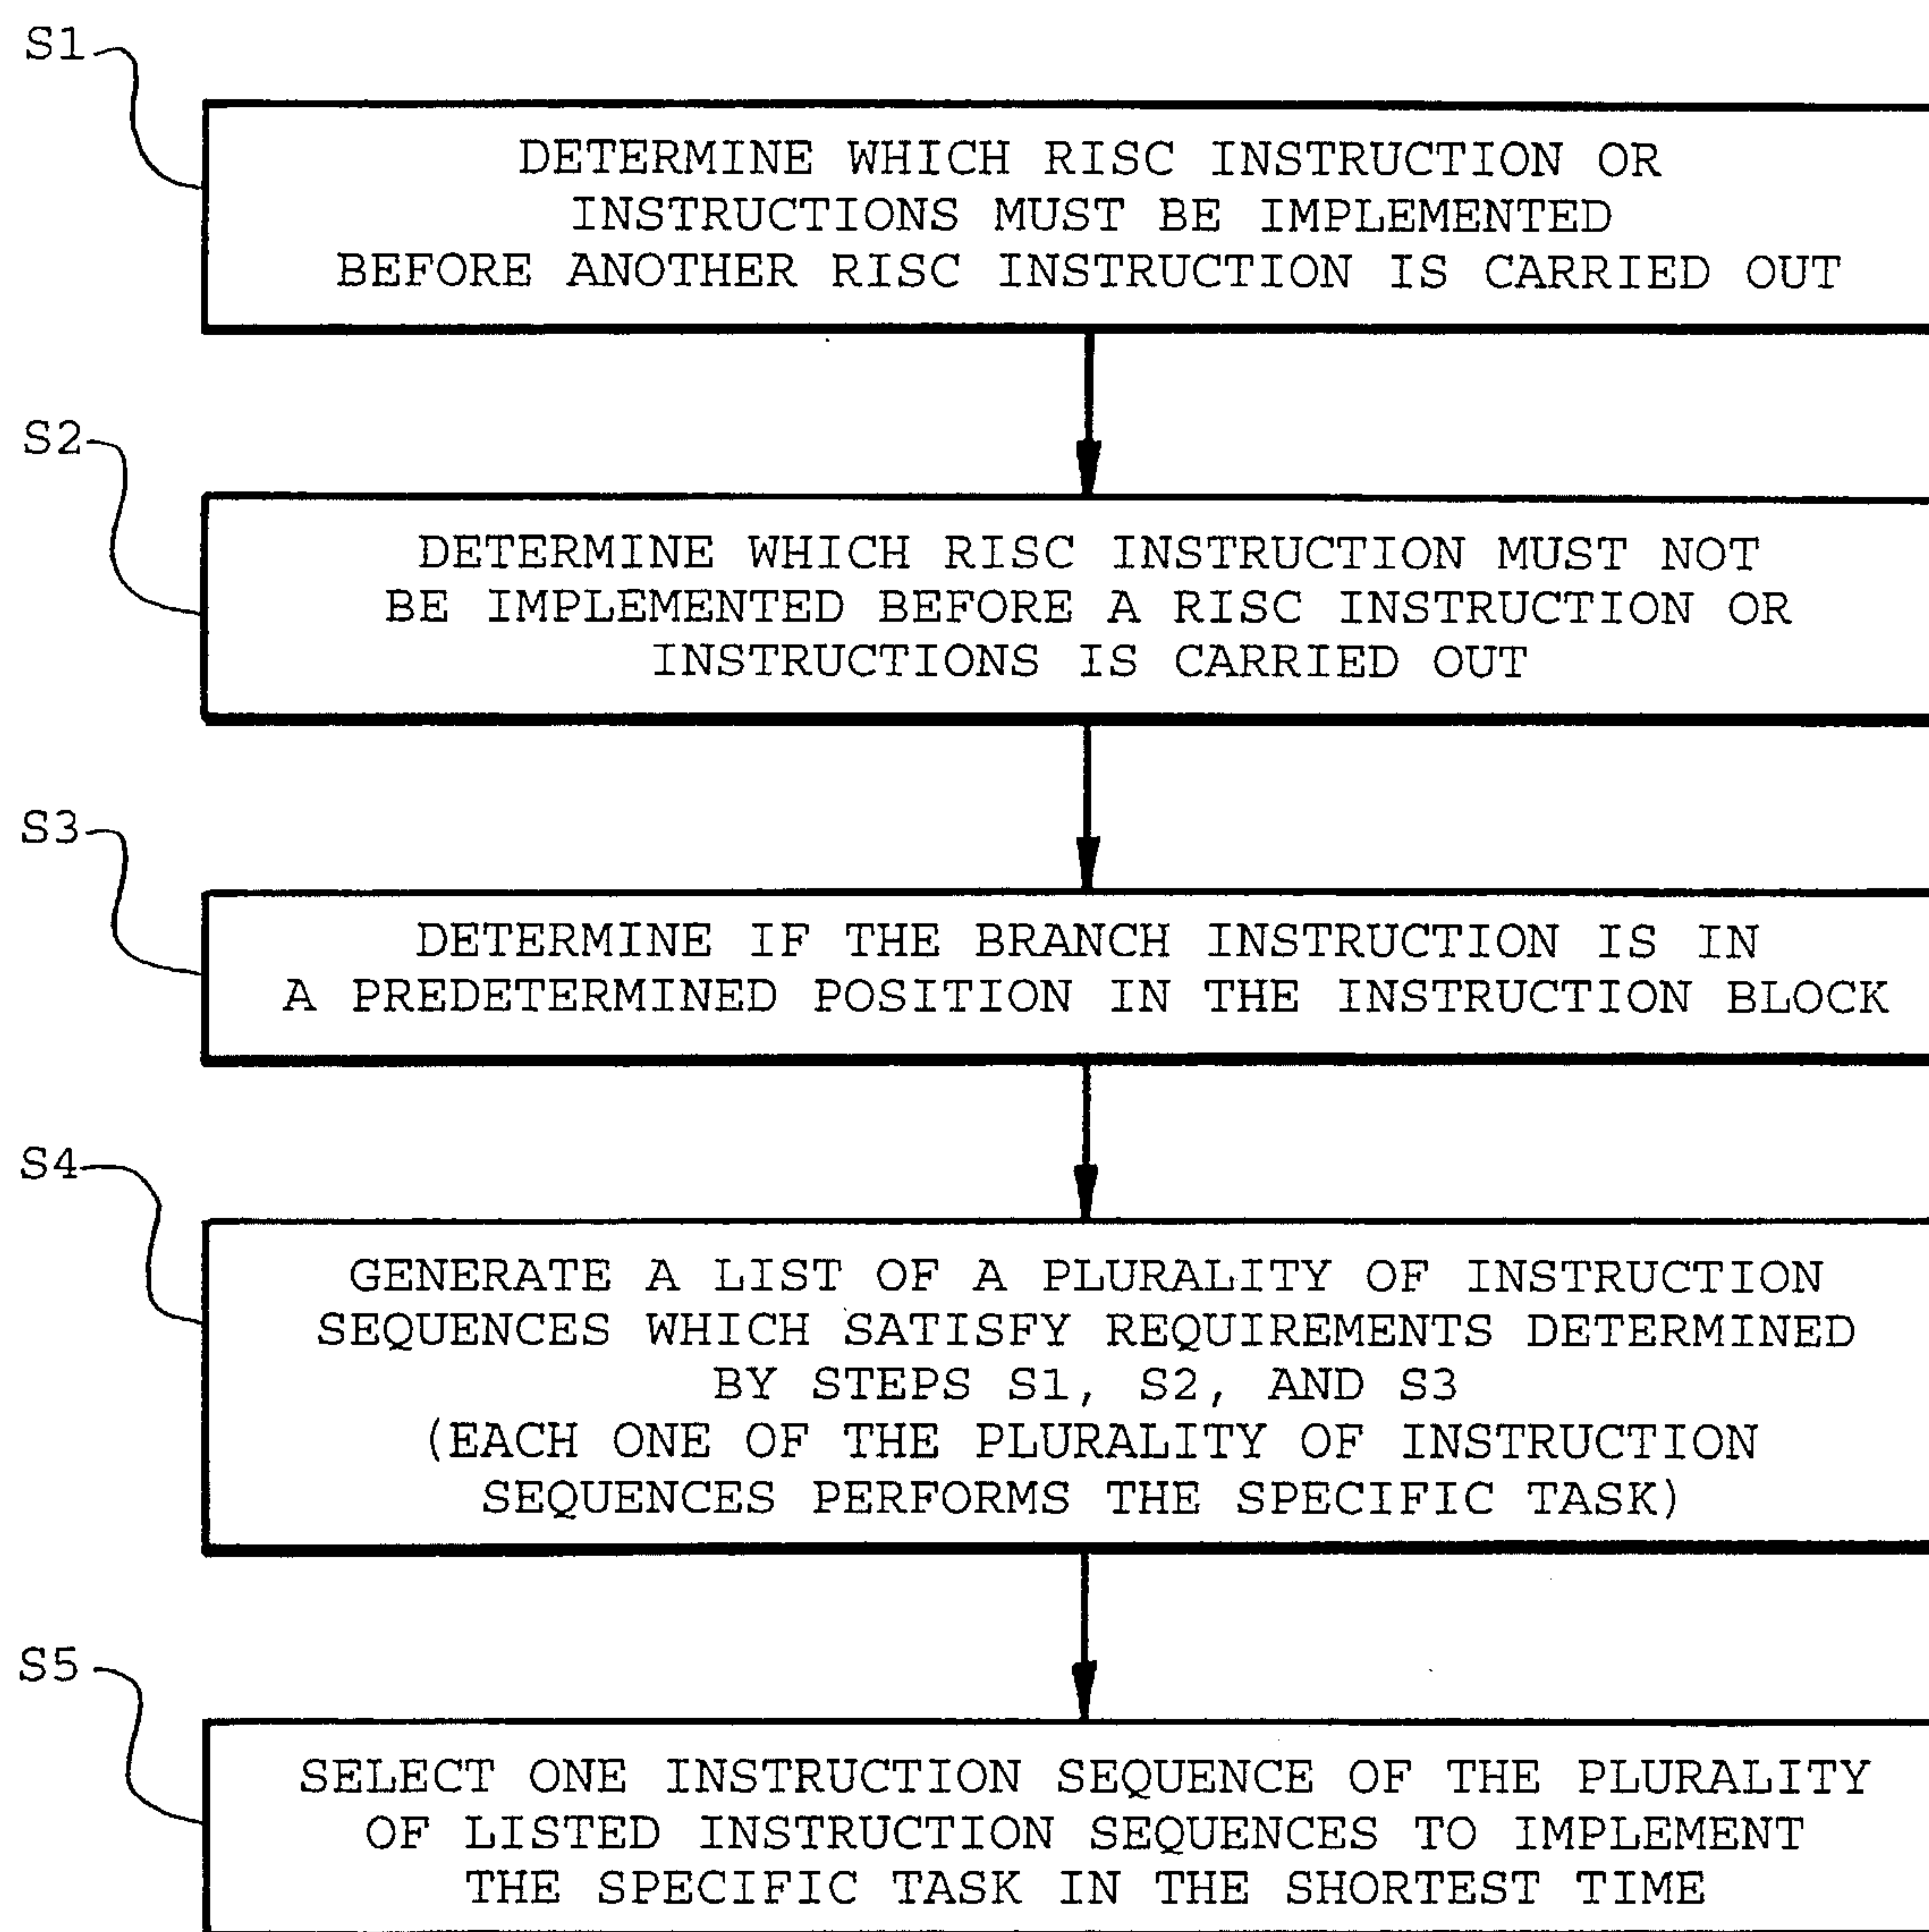 S1
DETERMINE WHICH RISC INSTRUCTION OR
INSTRUCTIONS MUST BE IMPLEMENTED
BEFORE ANOTHER RISC INSTRUCTION IS CARRIED OUT
S2
DETERMINE WHICH RISC INSTRUCTION MUST NOT
BE IMPLEMENTED BEFORE A RISC INSTRUCTION OR
INSTRUCTIONS IS CARRIED OUT
S3
DETERMINE IF THE BRANCH INSTRUCTION IS IN
A PREDETERMINED POSITION IN THE INSTRUCTION BLOCK
S4
GENERATE A LIST OF A PLURALITY OF INSTRUCTION
SEQUENCES WHICH SATISFY REQUIREMENTS DETERMINED
BY STEPS S1, S2, AND S3
(EACH ONE OF THE PLURALITY OF INSTRUCTION
SEQUENCES PERFORMS THE SPECIFIC TASK)
S5
SELECT ONE INSTRUCTION SEQUENCE OF THE PLURALITY
OF LISTED INSTRUCTION SEQUENCES TO IMPLEMENT
THE SPECIFIC TASK IN THE SHORTEST TIME